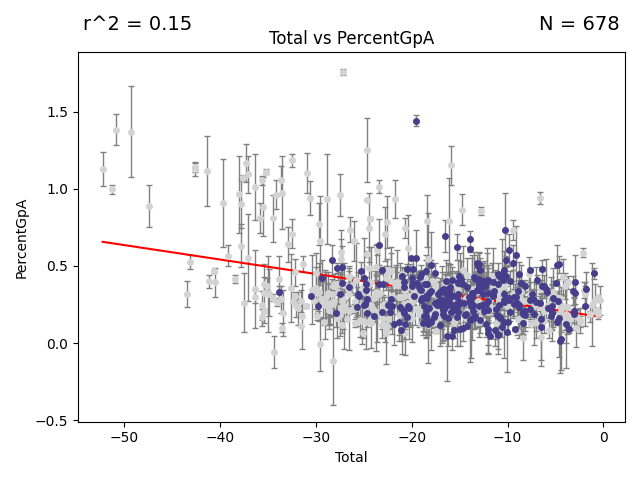 r^2 = 0.15
N = 678
Total vs PercentGpA
PercentGpA
1.5
1.0
0.5
0.0
−0.5
−50
−40
−30
−20
−10
0
Total